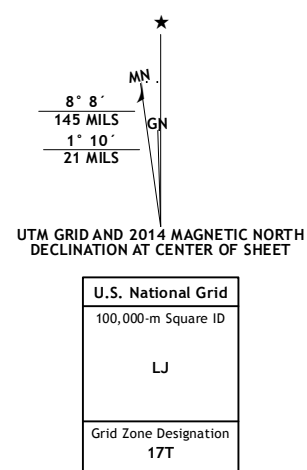 ★
MN
8° 8´
145 MILS
GN
1° 10´
21 MILS
UTM GRID AND 2014 MAGNETIC NORTH
DECLINATION AT CENTER OF SHEET
U.S. National Grid
100,000-m Square ID
LJ
Grid Zone Designation
17T